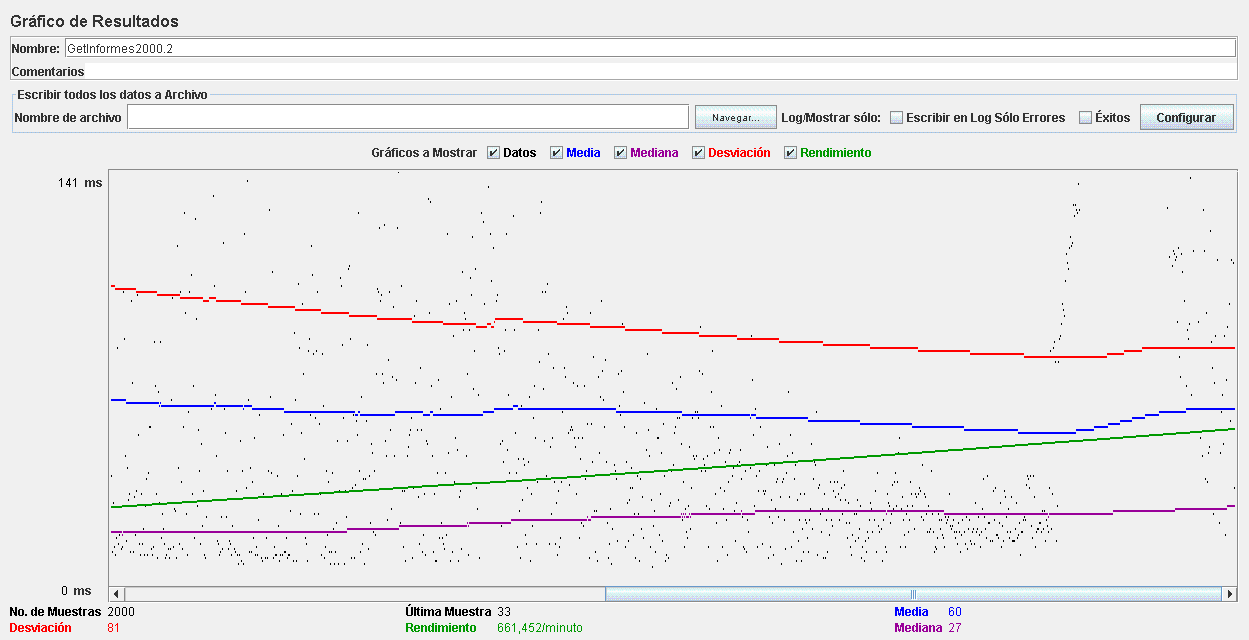 Gráfico de Resultados
Nombre: GetInformes2000.2
Comentarios
Escribir todos los datos a Archivo
Nombre de archivo Navegar... Log/Mostrar sólo: Escribir en Log Sólo Errores Éxitos Configurar
Gráficos a Mostrar Datos Media Mediana Desviación Rendimiento
141 ms
0 ms
No. de Muestras 2000 Última Muestra 33 Media 60
Desviación 81 Rendimiento 661,452/minuto Mediana 27